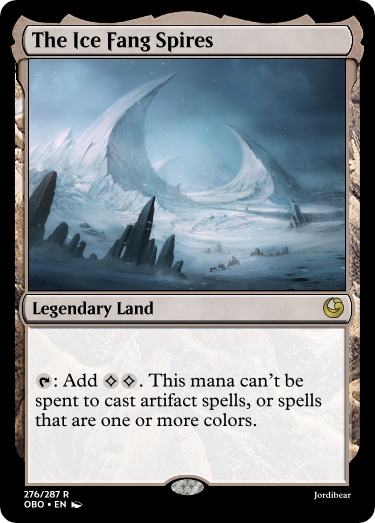 The Ice Fang Spires
Legendary Land
: Add . This mana can't be
spent to cast artifact spells, or spells
that are one or more colors.
276/287 R
OBO • EN
Jordibear